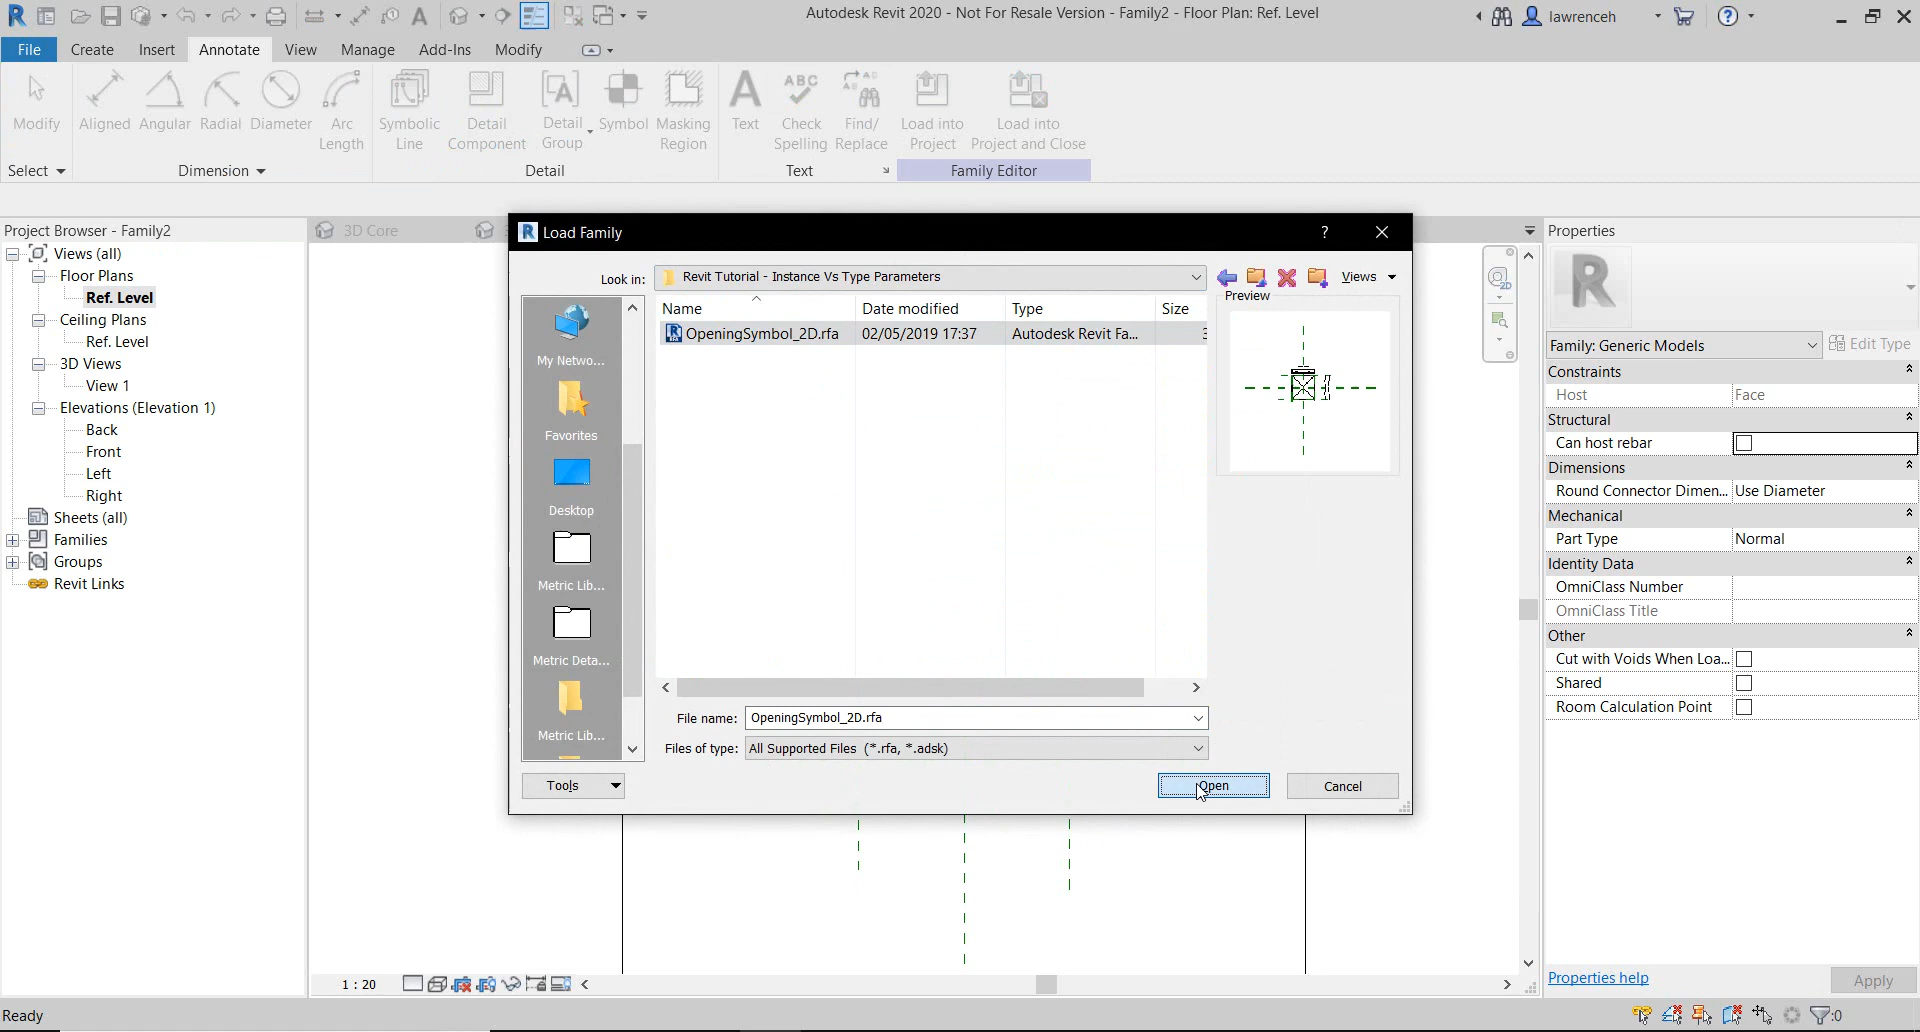 Autodesk Revit 2020 - Not For Resale Version - Family2 - Floor Plan: Ref. Level
lawrenceh
File Create Insert Annotate View Manage Add-Ins Modify
Modify
Aligned Angular Radial Diameter Arc Length
Symbolic Line
Detail Component
Detail Group
Symbol
Masking Region
Text
Check Spelling
Find/ Replace
Load into Project
Load into Project and Close
Select Dimension Detail Text Family Editor
Project Browser - Family2
Views (all)
Floor Plans
Ref. Level
Ceiling Plans
Ref. Level
3D Views
View 1
Elevations (Elevation 1)
Back
Front
Left
Right
Sheets (all)
Families
Groups
Revit Links
3D Core
Load Family
Look in: Revit Tutorial - Instance Vs Type Parameters
Views
Name Date modified Type Size
OpeningSymbol_2D.rfa 02/05/2019 17:37 Autodesk Revit Fa...
My Netwo...
Favorites
Desktop
Metric Lib...
Metric Deta...
Metric Lib...
Preview
File name: OpeningSymbol_2D.rfa
Files of type: All Supported Files (*.rfa, *.adsk)
Tools Open Cancel
Properties
R
Family: Generic Models Edit Type
Constraints
Host Face
Structural
Can host rebar
Dimensions
Round Connector Dimen... Use Diameter
Mechanical
Part Type Normal
Identity Data
OmniClass Number
OmniClass Title
Other
Cut with Voids When Loa...
Shared
Room Calculation Point
Properties help Apply
1 : 20
Ready
:0